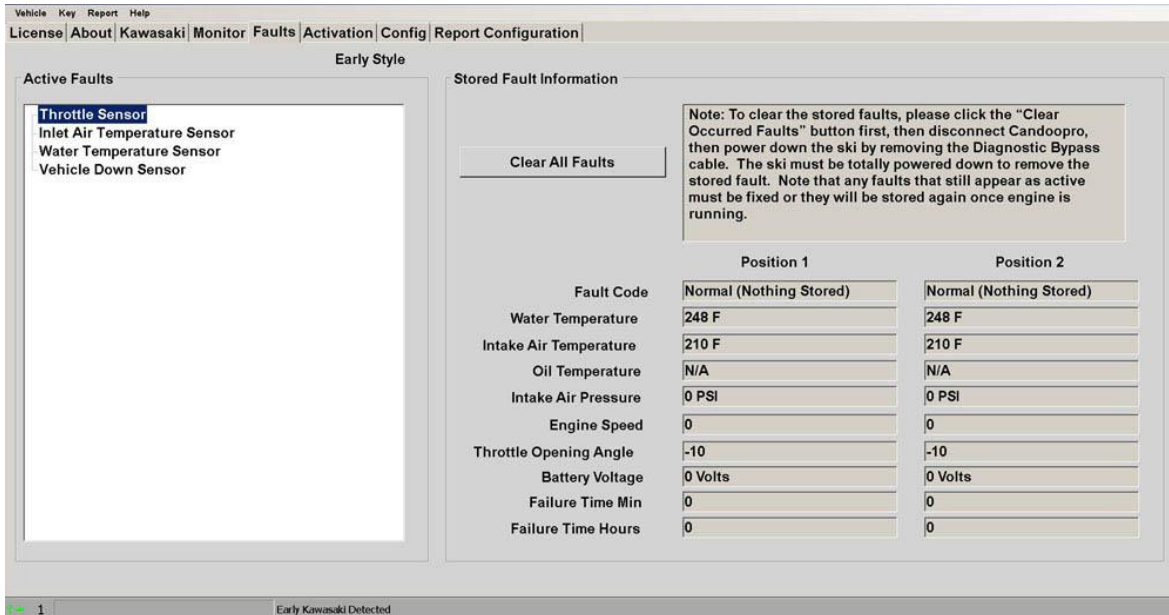 Vehicle Key Report Help
License About Kawasaki Monitor Faults Activation Config Report Configuration
Early Style
Active Faults
Throttle Sensor
Inlet Air Temperature Sensor
Water Temperature Sensor
Vehicle Down Sensor
Stored Fault Information
Clear All Faults
Note: To clear the stored faults, please click the “Clear
Occurred Faults” button first, then disconnect Candoopro,
then power down the ski by removing the Diagnostic Bypass
cable. The ski must be totally powered down to remove the
stored fault. Note that any faults that still appear as active
must be fixed or they will be stored again once engine is
running.
Position 1 Position 2
Fault Code Normal (Nothing Stored) Normal (Nothing Stored)
Water Temperature 248 F 248 F
Intake Air Temperature 210 F 210 F
Oil Temperature N/A N/A
Intake Air Pressure 0 PSI 0 PSI
Engine Speed 0 0
Throttle Opening Angle -10 -10
Battery Voltage 0 Volts 0 Volts
Failure Time Min 0 0
Failure Time Hours 0 0
1 Early Kawasaki Detected